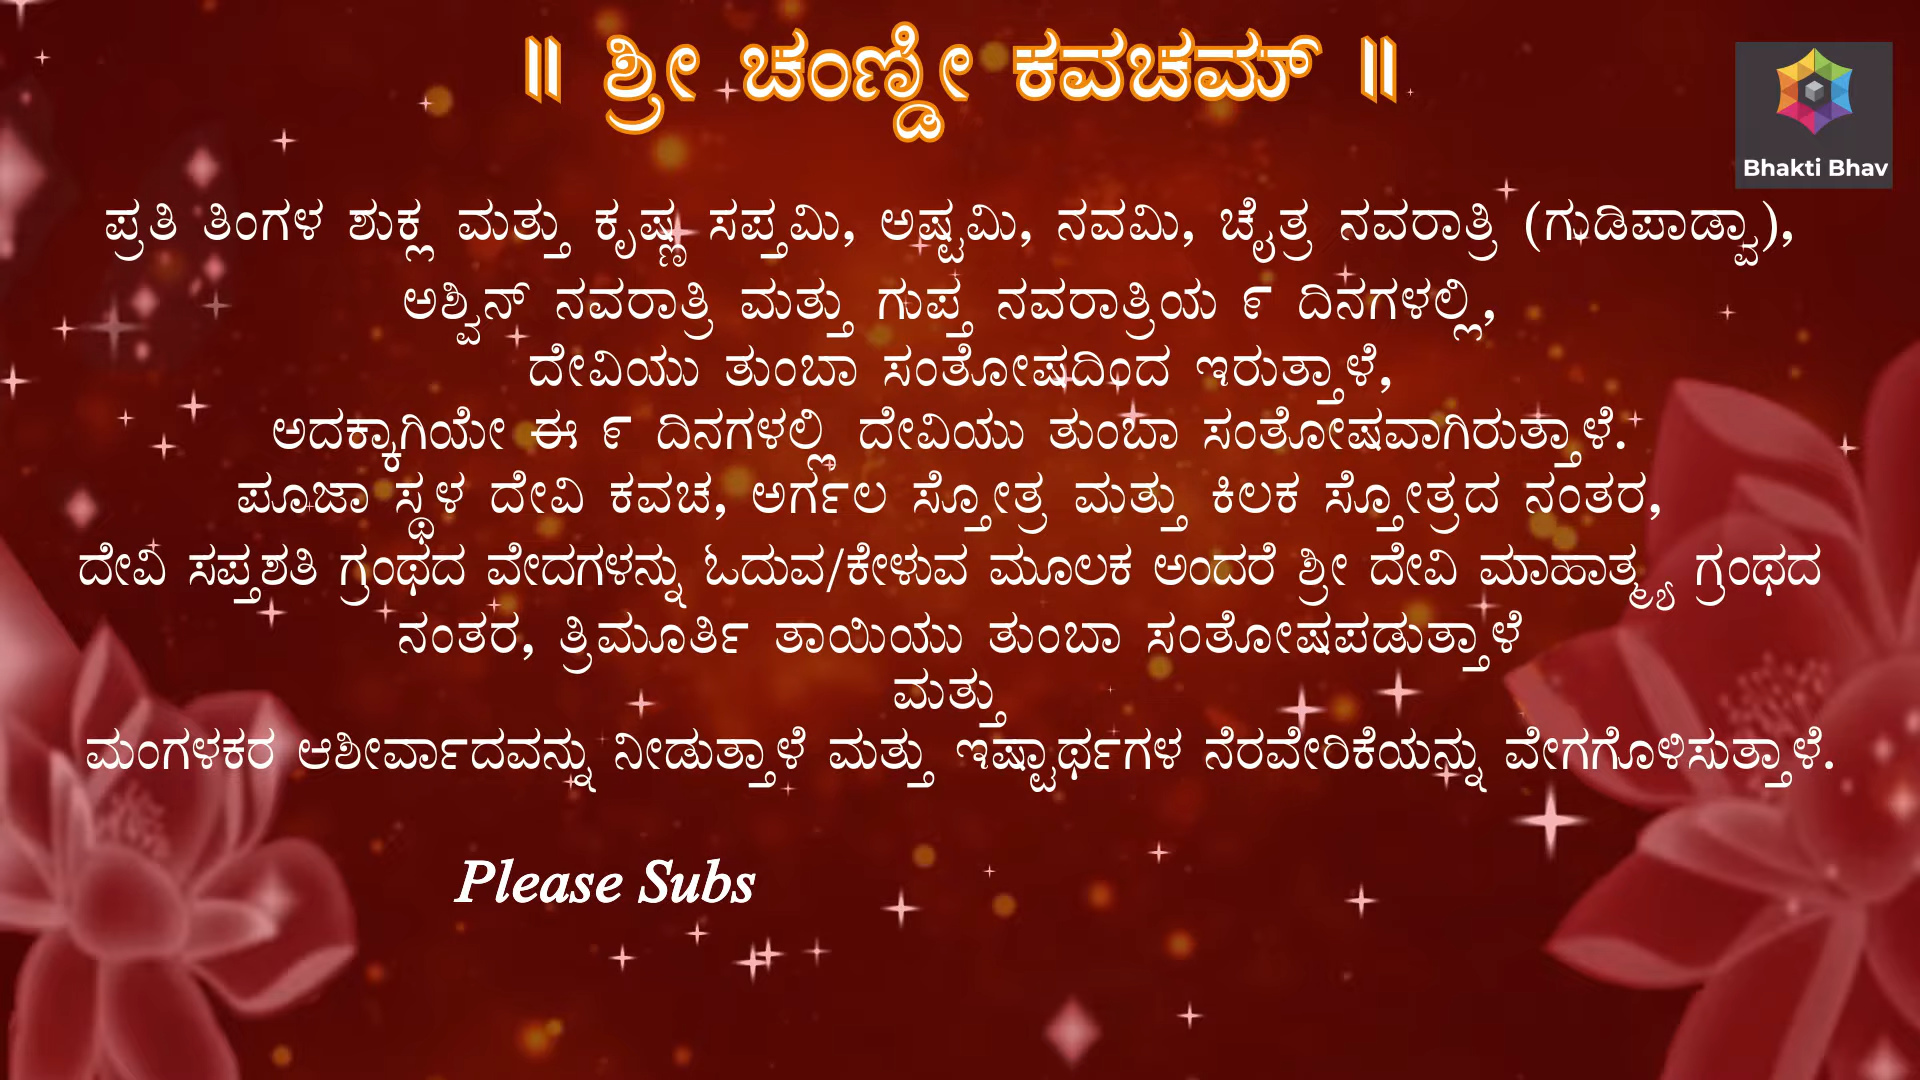 ॥ ಶ್ರೀ ಚಂಣ್ಡೀ ಕವಚಮ್ ॥
Bhakti Bhav
ಪ್ರತಿ ತಿಂಗಳ ಶುಕ್ಲ ಮತ್ತು ಕೃಷ್ಣ ಸಪ್ತಮಿ, ಅಷ್ಟಮಿ, ನವಮಿ, ಚೈತ್ರ ನವರಾತ್ರಿ (ಗುಡಿಪಾಡ್ವಾ),
ಅಶ್ವಿನ್ ನವರಾತ್ರಿ ಮತ್ತು ಗುಪ್ತ ನವರಾತ್ರಿಯ ೯ ದಿನಗಳಲ್ಲಿ,
ದೇವಿಯು ತುಂಬಾ ಸಂತೋಷದಿಂದ ಇರುತ್ತಾಳೆ,
ಅದಕ್ಕಾಗಿಯೇ ಈ ೯ ದಿನಗಳಲ್ಲಿ ದೇವಿಯು ತುಂಬಾ ಸಂತೋಷವಾಗಿರುತ್ತಾಳೆ.
ಪೂಜಾ ಸ್ಥಳ ದೇವಿ ಕವಚ, ಅರ್ಗಲ ಸ್ತೋತ್ರ ಮತ್ತು ಕಿಲಕ ಸ್ತೋತ್ರದ ನಂತರ,
ದೇವಿ ಸಪ್ತಶತಿ ಗ್ರಂಥದ ವೇದಗಳನ್ನು ಓದುವ/ಕೇಳುವ ಮೂಲಕ ಅಂದರೆ ಶ್ರೀ ದೇವಿ ಮಾಹಾತ್ಮ್ಯ ಗ್ರಂಥದ
ನಂತರ, ತ್ರಿಮೂರ್ತಿ ತಾಯಿಯು ತುಂಬಾ ಸಂತೋಷಪಡುತ್ತಾಳೆ
ಮತ್ತು
ಮಂಗಳಕರ ಆಶೀರ್ವಾದವನ್ನು ನೀಡುತ್ತಾಳೆ ಮತ್ತು ಇಷ್ಟಾರ್ಥಗಳ ನೆರವೇರಿಕೆಯನ್ನು ವೇಗಗೊಳಿಸುತ್ತಾಳೆ.
Please Subs